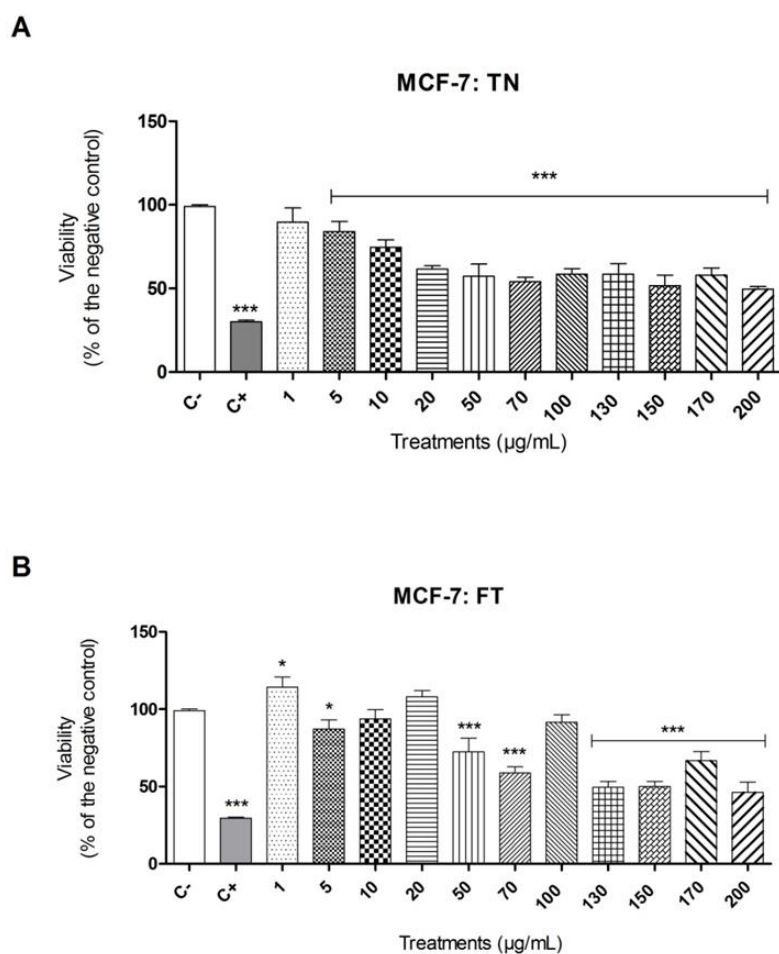 A
MCF-7: TN
Viability
(% of the negative control)
150
100
50
0
***
***
C- C+ 1 5 10 20 50 70 100 130 150 170 200
Treatments (µg/mL)
B
MCF-7: FT
Viability
(% of the negative control)
150
100
50
0
***
*
*
***
***
***
C- C+ 1 5 10 20 50 70 100 130 150 170 200
Treatments (µg/mL)